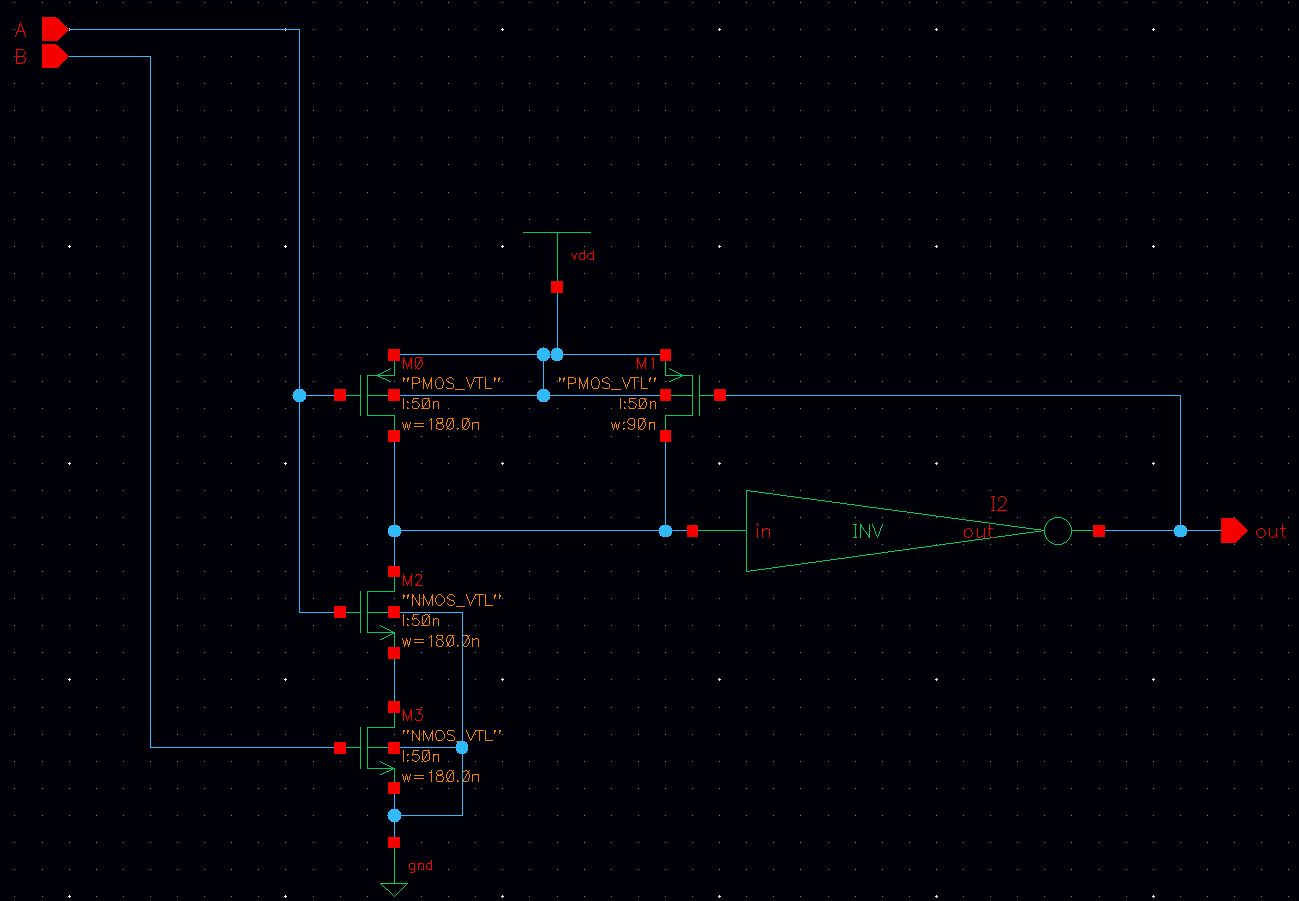 A
B
vdd
M0
"PMOS_VTL"
l:50n
w=180.0n
M1
"PMOS_VTL"
l:50n
w:90n
I2
in
INV
out
out
M2
"NMOS_VTL"
l:50n
w=180.0n
M3
"NMOS_VTL"
l:50n
w=180.0n
gnd